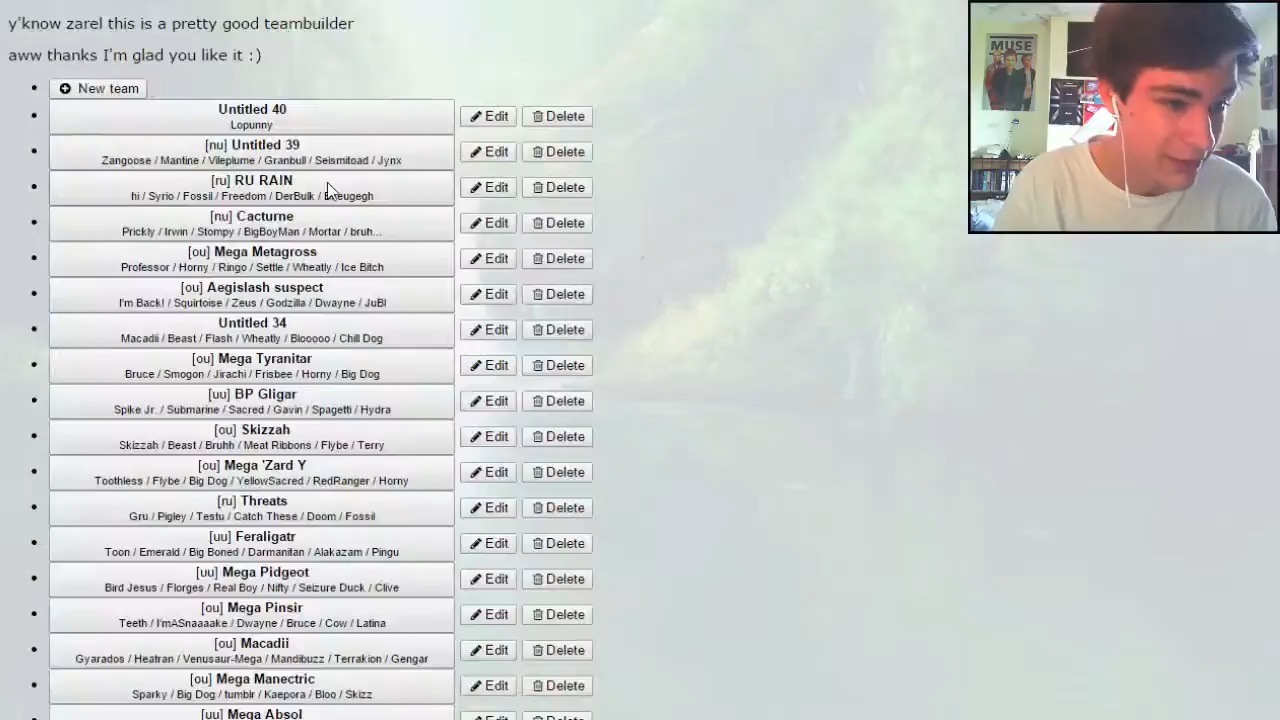 y'know zarel this is a pretty good teambuilder
aww thanks I'm glad you like it :)
New team
Untitled 40
Lopunny
Edit Delete
[nu] Untitled 39
Zangoose / Mantine / Vileplume / Granbull / Seismitoad / Jynx
Edit Delete
[ru] RU RAIN
hi / Syrio / Fossil / Freedom / DerBulk /
Edit Delete
[nu] Cacturne
Prickly / Irwin / Stompy / BigBoyMan / Mortar / bruh...
Edit Delete
[ou] Mega Metagross
Professor / Horny / Ringo / Settle / Wheatly / Ice Bitch
Edit Delete
[ou] Aegislash suspect
I'm Back! / Squirtoise / Zeus / Godzilla / Dwayne / JuBl
Edit Delete
Untitled 34
Macadii / Beast / Flash / Wheatly / Blooooo / Chill Dog
Edit Delete
[ou] Mega Tyranitar
Bruce / Smogon / Jirachi / Frisbee / Horny / Big Dog
Edit Delete
[uu] BP Gligar
Spike Jr. / Submarine / Sacred / Gavin / Spagetti / Hydra
Edit Delete
[ou] Skizzah
Skizzah / Beast / Bruhh / Meat Ribbons / Flybe / Terry
Edit Delete
[ou] Mega 'Zard Y
Toothless / Flybe / Big Dog / YellowSacred / RedRanger / Horny
Edit Delete
[ru] Threats
Gru / Pigley / Testu / Catch These / Doom / Fossil
Edit Delete
[uu] Feraligatr
Toon / Emerald / Big Boned / Darmanitan / Alakazam / Pingu
Edit Delete
[uu] Mega Pidgeot
Bird Jesus / Florges / Real Boy / Nifty / Seizure Duck / Clive
Edit Delete
[ou] Mega Pinsir
Teeth / I'mASnaaaake / Dwayne / Bruce / Cow / Latina
Edit Delete
[ou] Macadii
Gyarados / Heatran / Venusaur-Mega / Mandibuzz / Terrakion / Gengar
Edit Delete
[ou] Mega Manectric
Sparky / Big Dog / tumblr / Kaepora / Bloo / Skizz
Edit Delete
[uu] Mega Absol
MUSE